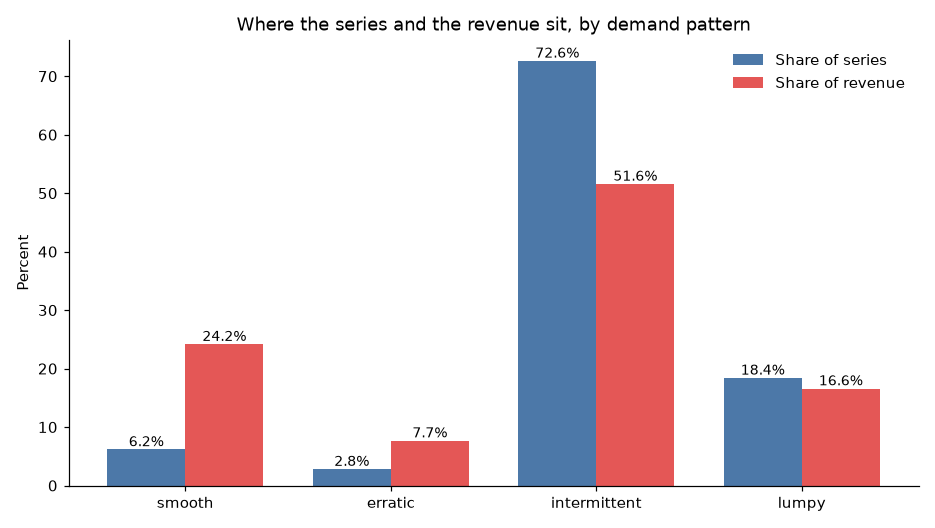 Where the series and the revenue sit, by demand pattern
Share of series
Share of revenue
Percent
70
60
50
40
30
20
10
0
6.2%
24.2%
2.8%
7.7%
72.6%
51.6%
18.4%
16.6%
smooth
erratic
intermittent
lumpy